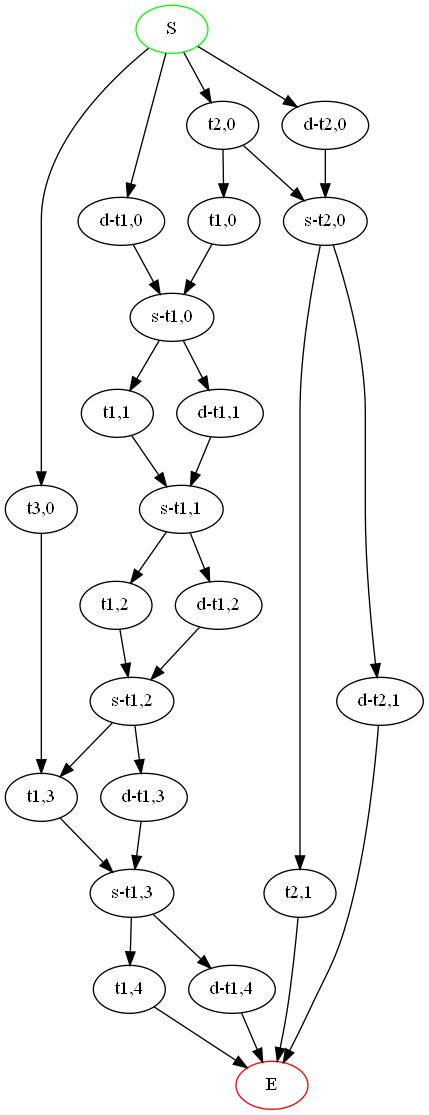 S
t2,0
d-t2,0
d-t1,0
t1,0
s-t2,0
s-t1,0
t1,1
d-t1,1
t3,0
s-t1,1
t1,2
d-t1,2
s-t1,2
d-t2,1
t1,3
d-t1,3
s-t1,3
t2,1
t1,4
d-t1,4
E